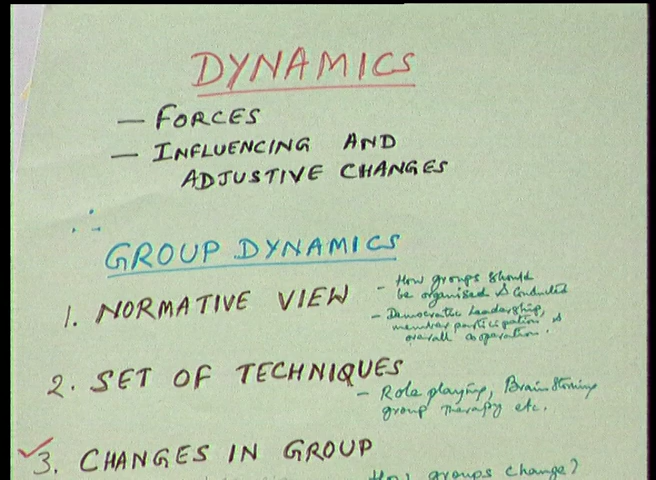 DYNAMICS
— FORCES
— INFLUENCING AND
ADJUSTIVE CHANGES
∴
GROUP DYNAMICS
1. NORMATIVE VIEW
- How groups should
be organised & Conducted
- Democratic Leadership,
member participation &
overall cooperation.
2. SET OF TECHNIQUES
- Role playing, Brain Storming
group Therapy etc.
3. CHANGES IN GROUP
How groups change?